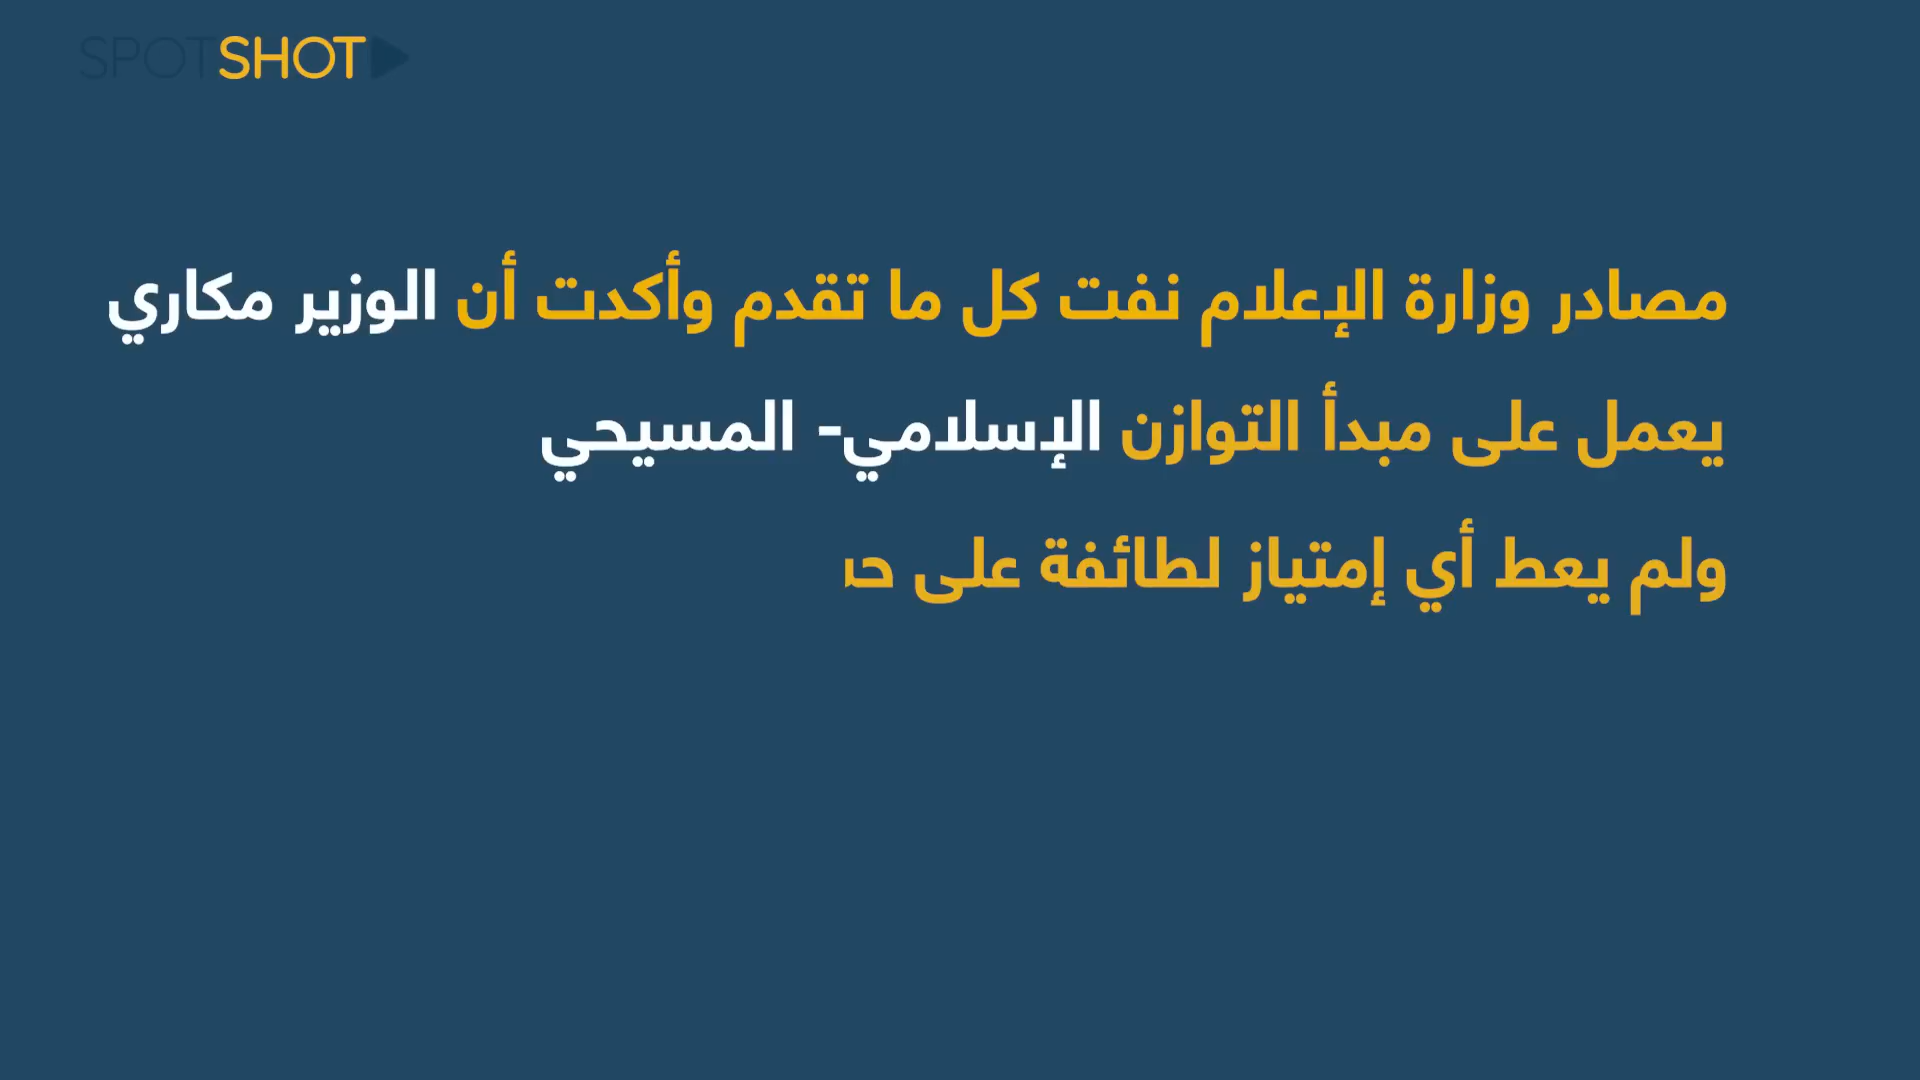 SPOTSHOT
مصادر وزارة الإعلام نفت كل ما تقدم وأكدت أن الوزير مكاري
يعمل على مبدأ التوازن الإسلامي- المسيحي
ولم يعط أي إمتياز لطائفة على